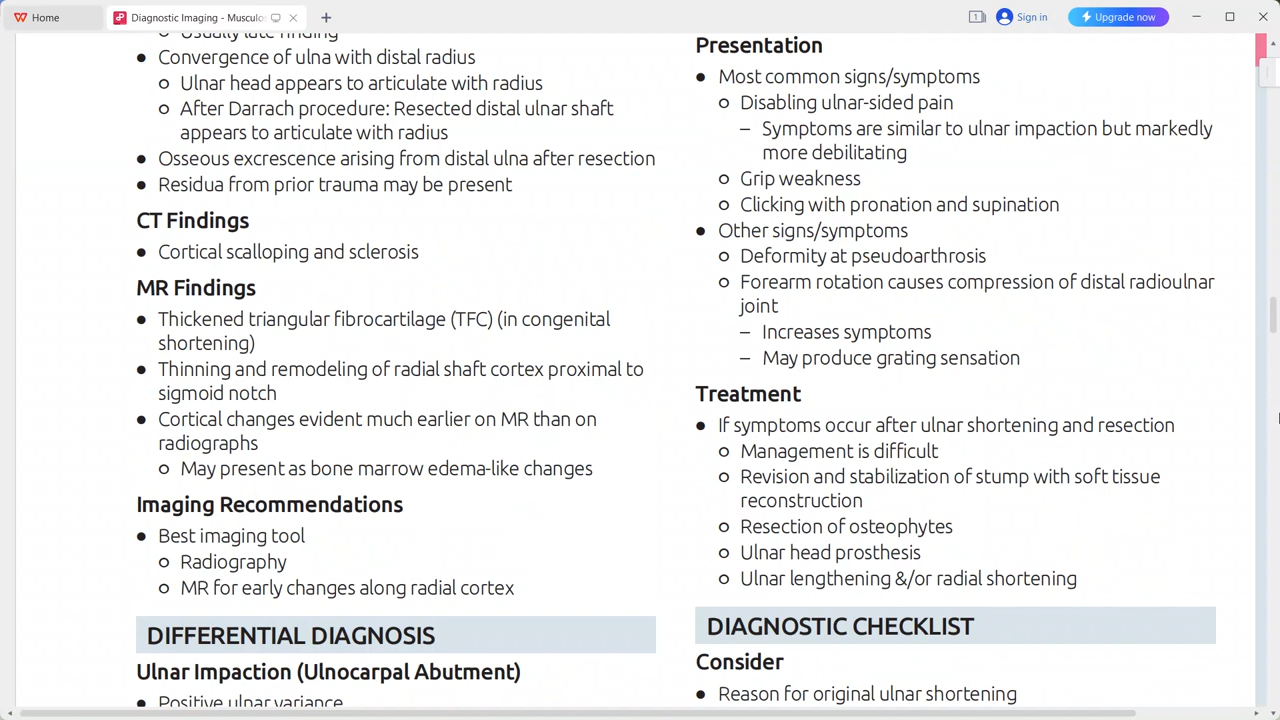 Home
Diagnostic Imaging - Musculos
1
Sign in
Upgrade now
Usually late finding
• Convergence of ulna with distal radius
○ Ulnar head appears to articulate with radius
○ After Darrach procedure: Resected distal ulnar shaft
appears to articulate with radius
• Osseous excrescence arising from distal ulna after resection
• Residua from prior trauma may be present
CT Findings
• Cortical scalloping and sclerosis
MR Findings
• Thickened triangular fibrocartilage (TFC) (in congenital
shortening)
• Thinning and remodeling of radial shaft cortex proximal to
sigmoid notch
• Cortical changes evident much earlier on MR than on
radiographs
○ May present as bone marrow edema-like changes
Imaging Recommendations
• Best imaging tool
○ Radiography
○ MR for early changes along radial cortex
DIFFERENTIAL DIAGNOSIS
Ulnar Impaction (Ulnocarpal Abutment)
• Positive ulnar variance
Presentation
• Most common signs/symptoms
○ Disabling ulnar-sided pain
– Symptoms are similar to ulnar impaction but markedly
more debilitating
○ Grip weakness
○ Clicking with pronation and supination
• Other signs/symptoms
○ Deformity at pseudoarthrosis
○ Forearm rotation causes compression of distal radioulnar
joint
– Increases symptoms
– May produce grating sensation
Treatment
• If symptoms occur after ulnar shortening and resection
○ Management is difficult
○ Revision and stabilization of stump with soft tissue
reconstruction
○ Resection of osteophytes
○ Ulnar head prosthesis
○ Ulnar lengthening &/or radial shortening
DIAGNOSTIC CHECKLIST
Consider
• Reason for original ulnar shortening